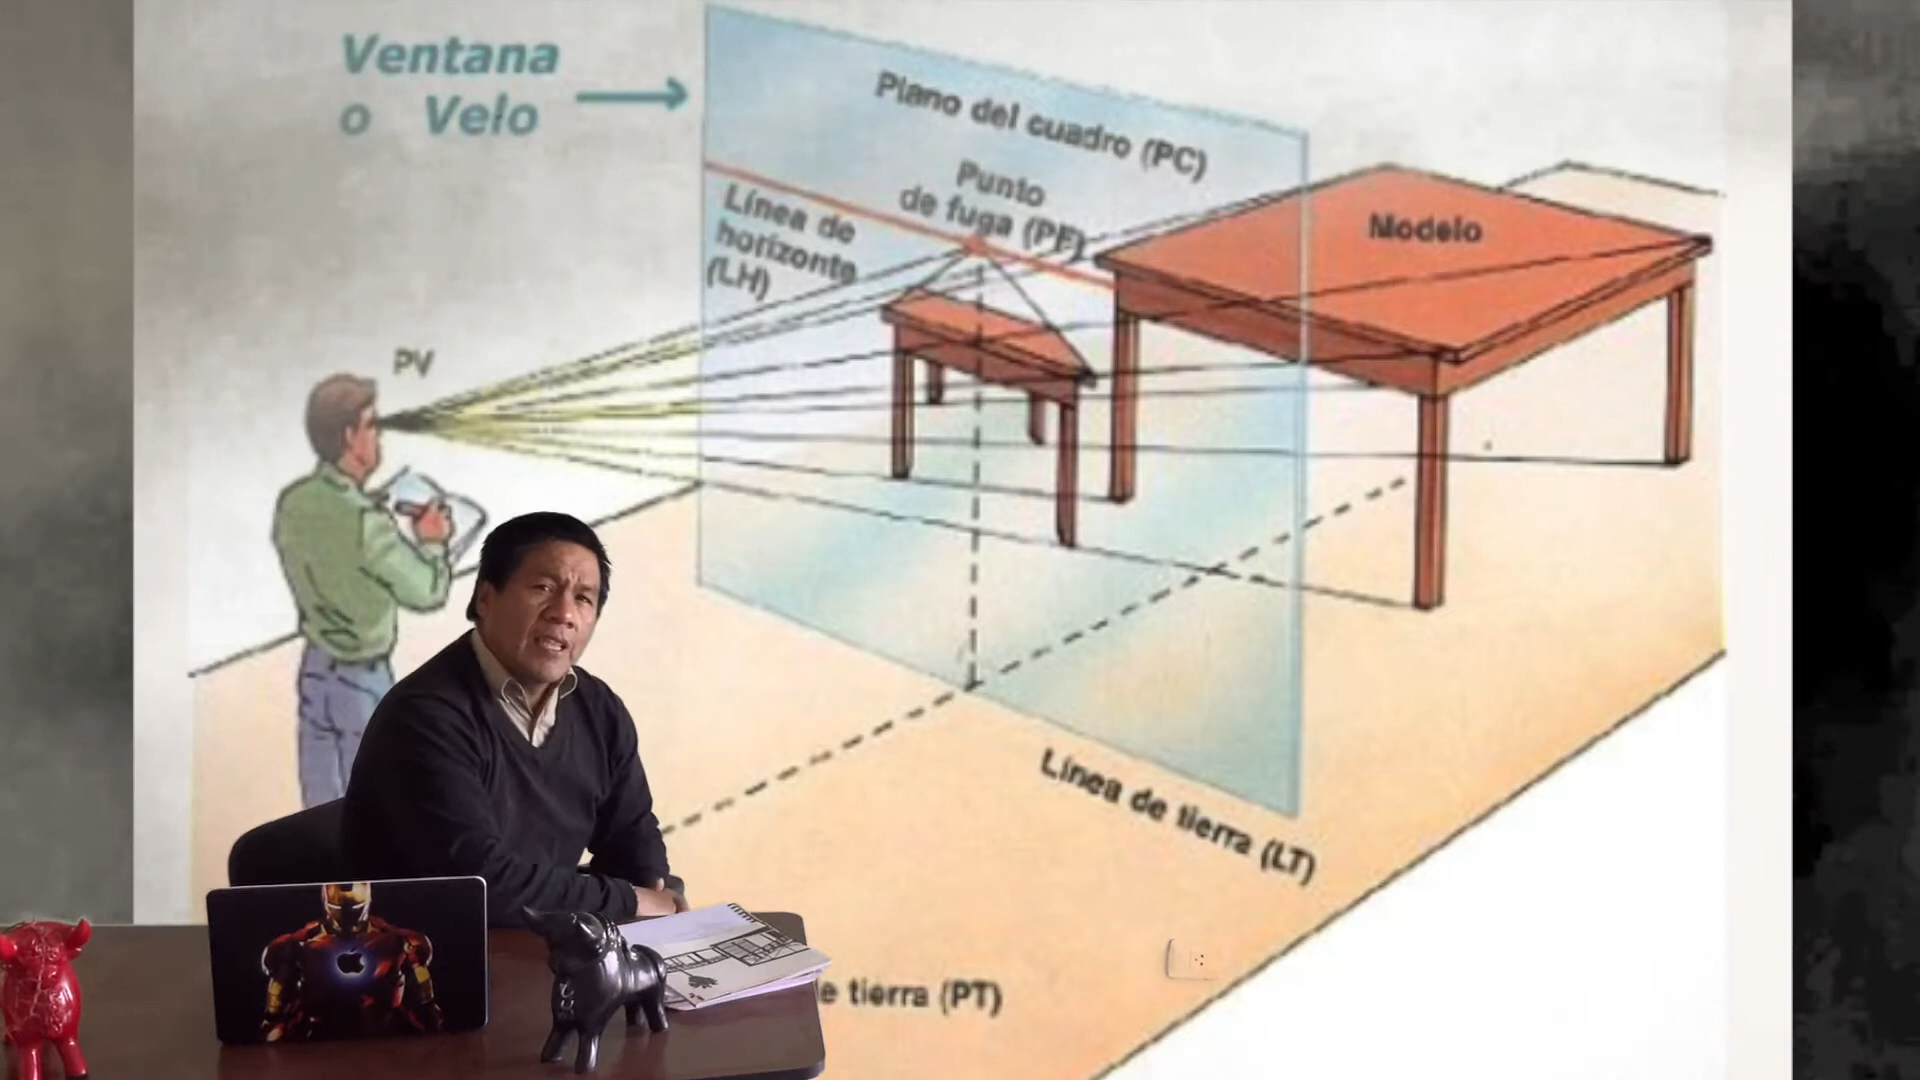 Ventana
o Velo
Plano del cuadro (PC)
Punto
de fuga (PF)
Línea de
horizonte
(LH)
Modelo
PV
Línea de tierra (LT)
e tierra (PT)